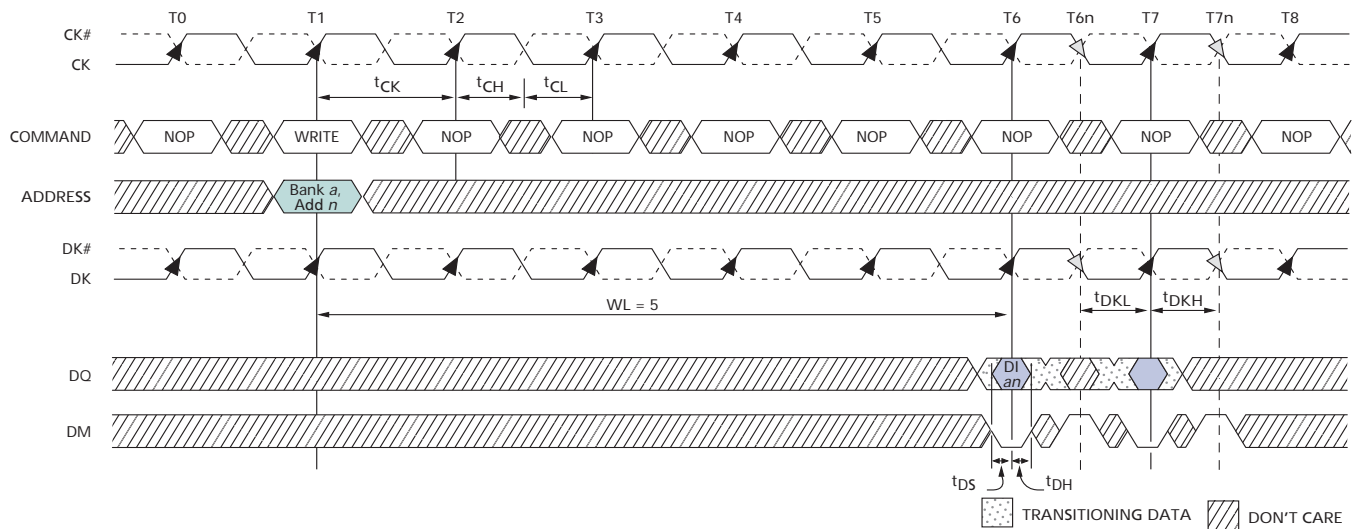 T0 T1 T2 T3 T4 T5 T6 T6n T7 T7n T8
CK#
CK
tCK tCH tCL
COMMAND NOP WRITE NOP NOP NOP NOP NOP NOP NOP
ADDRESS Bank a,
Add n
DK#
DK
WL = 5 tDKL tDKH
DQ DI
an
DM
tDS tDH
TRANSITIONING DATA DON'T CARE